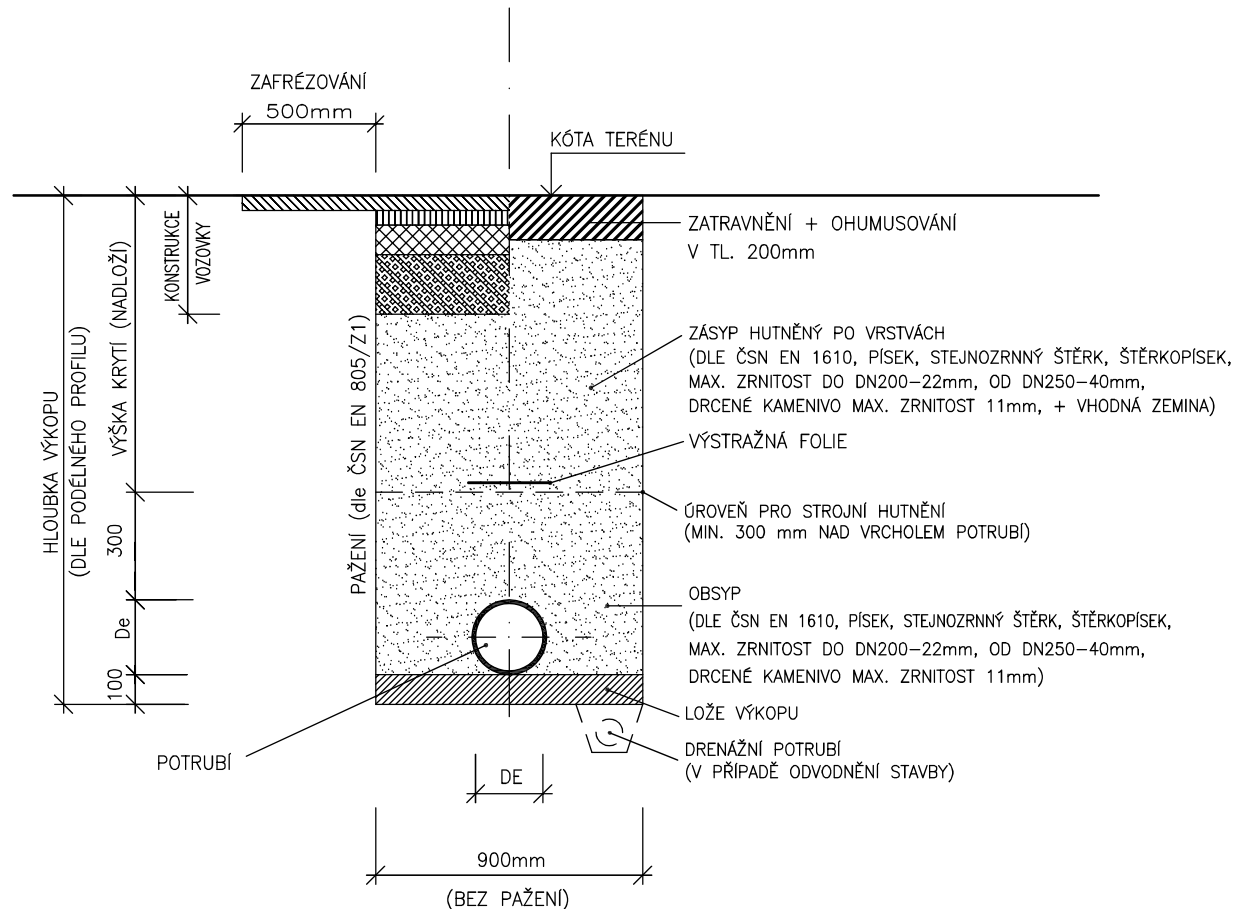 ZAFRÉZOVÁNÍ
500mm
KÓTA TERÉNU
ZATRAVNĚNÍ + OHUMUSOVÁNÍ
V TL. 200mm
KONSTRUKCE
VOZOVKY
HLOUBKA VÝKOPU
(DLE PODÉLNÉHO PROFILU)
VÝŠKA KRYTÍ (NADLOŽÍ)
300
De
100
PAŽENÍ (dle ČSN EN 805/Z1)
ZÁSYP HUTNĚNÝ PO VRSTVÁCH
(DLE ČSN EN 1610, PÍSEK, STEJNOZRNNÝ ŠTĚRK, ŠTĚRKOPÍSEK,
MAX. ZRNITOST DO DN200-22mm, OD DN250-40mm,
DRCENÉ KAMENIVO MAX. ZRNITOST 11mm, + VHODNÁ ZEMINA)
VÝSTRAŽNÁ FOLIE
ÚROVEŇ PRO STROJNÍ HUTNĚNÍ
(MIN. 300 mm NAD VRCHOLEM POTRUBÍ)
OBSYP
(DLE ČSN EN 1610, PÍSEK, STEJNOZRNNÝ ŠTĚRK, ŠTĚRKOPÍSEK,
MAX. ZRNITOST DO DN200-22mm, OD DN250-40mm,
DRCENÉ KAMENIVO MAX. ZRNITOST 11mm)
LOŽE VÝKOPU
DRENÁŽNÍ POTRUBÍ
(V PŘÍPADĚ ODVODNĚNÍ STAVBY)
POTRUBÍ
DE
900mm
(BEZ PAŽENÍ)